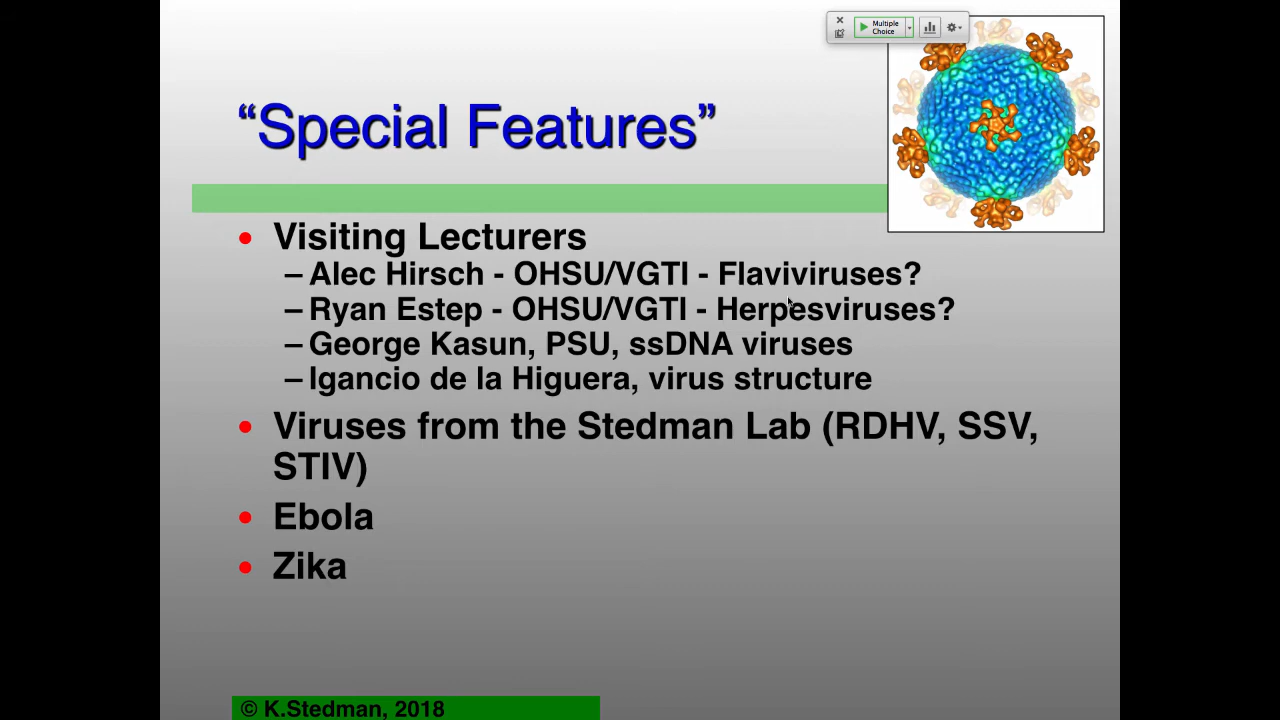 Multiple
Choice
“Special Features”
• Visiting Lecturers
– Alec Hirsch - OHSU/VGTI - Flaviviruses?
– Ryan Estep - OHSU/VGTI - Herpesviruses?
– George Kasun, PSU, ssDNA viruses
– Igancio de la Higuera, virus structure
• Viruses from the Stedman Lab (RDHV, SSV,
STIV)
• Ebola
• Zika
© K.Stedman, 2018